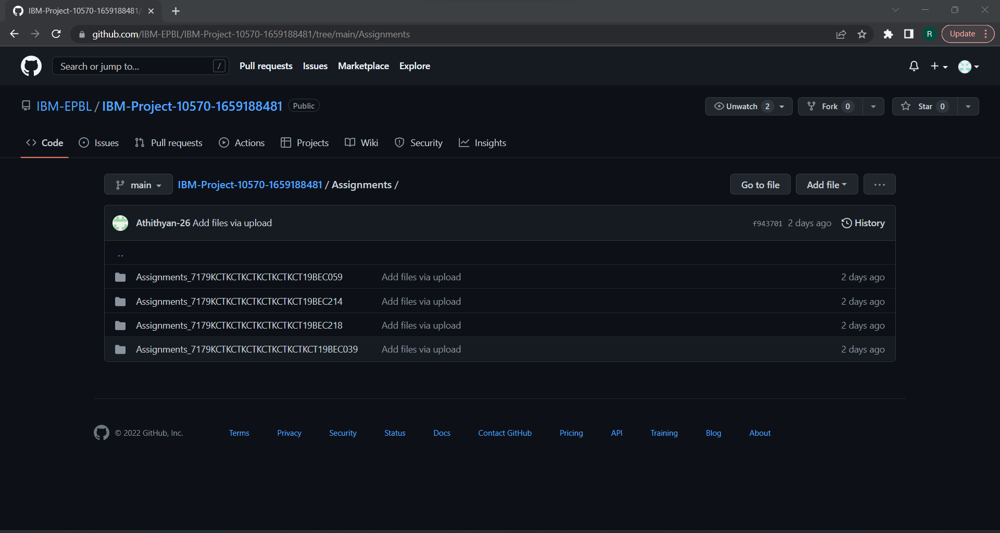 IBM-Project-10570-1659188481/
github.com/IBM-EPBL/IBM-Project-10570-1659188481/tree/main/Assignments
R
Update
Search or jump to...
/
Pull requests Issues Marketplace Explore
IBM-EPBL / IBM-Project-10570-1659188481 Public
Unwatch 2 Fork 0 Star 0
Code Issues Pull requests Actions Projects Wiki Security Insights
main IBM-Project-10570-1659188481 / Assignments /
Go to file Add file ...
Athithyan-26 Add files via upload f943701 2 days ago History
..
Assignments_7179KCTKCTKCTKCTKCTKCTKCT19BEC059 Add files via upload 2 days ago
Assignments_7179KCTKCTKCTKCTKCTKCTKCT19BEC214 Add files via upload 2 days ago
Assignments_7179KCTKCTKCTKCTKCTKCTKCT19BEC218 Add files via upload 2 days ago
Assignments_7179KCTKCTKCTKCTKCTKCTKCTKCT19BEC039 Add files via upload 2 days ago
© 2022 GitHub, Inc. Terms Privacy Security Status Docs Contact GitHub Pricing API Training Blog About